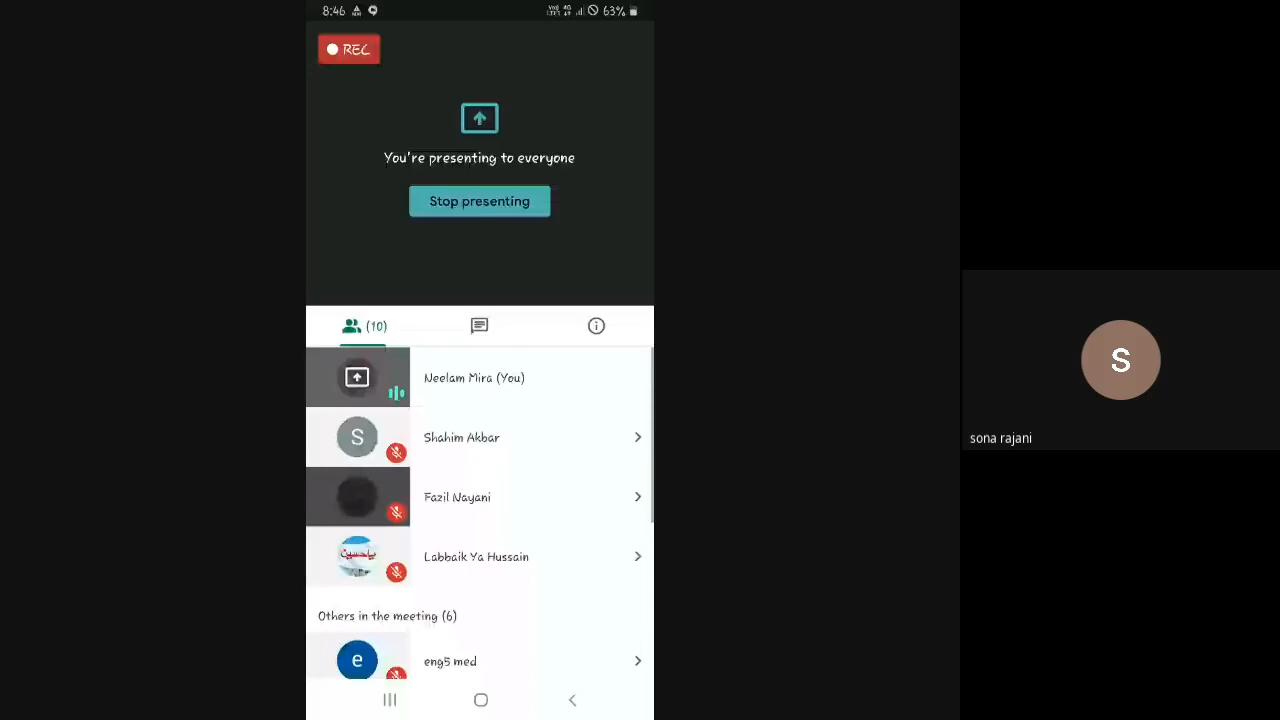 8:46
63%
REC
You're presenting to everyone
Stop presenting
(10)
Neelam Mira (You)
S
Shahim Akbar
Fazil Nayani
Labbaik Ya Hussain
Others in the meeting (6)
e
eng5 med
S
sona rajani